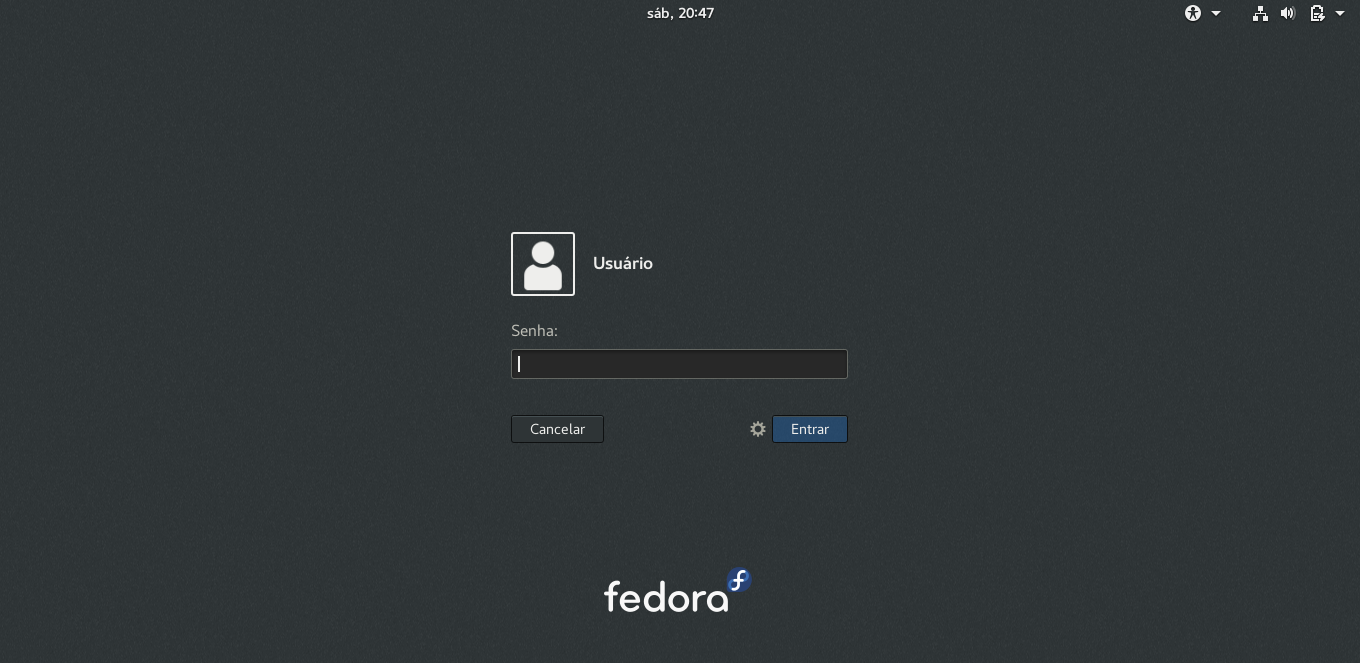 sáb, 20:47
Usuário
Senha:
Cancelar
Entrar
fedora